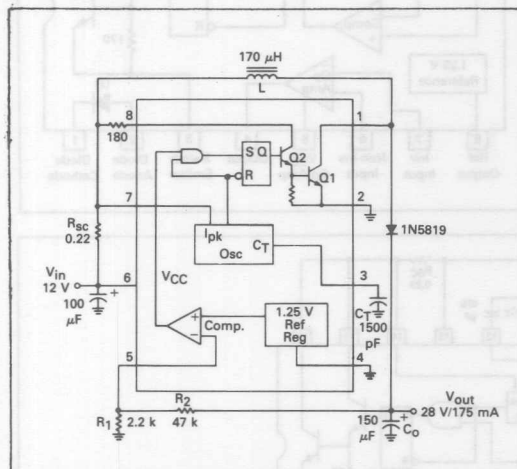 170 μH
L
8
1
180
S Q
Q2
Q1
R
2
7
Rsc
0.22
Ipk
Osc
CT
1N5819
Vin
12 V
6
3
100
μF
+
VCC
CT
1500
pF
+
−
Comp.
1.25 V
Ref
Reg
4
5
R2
47 k
R1
2.2 k
Vout
28 V/175 mA
150
μF
+
Co